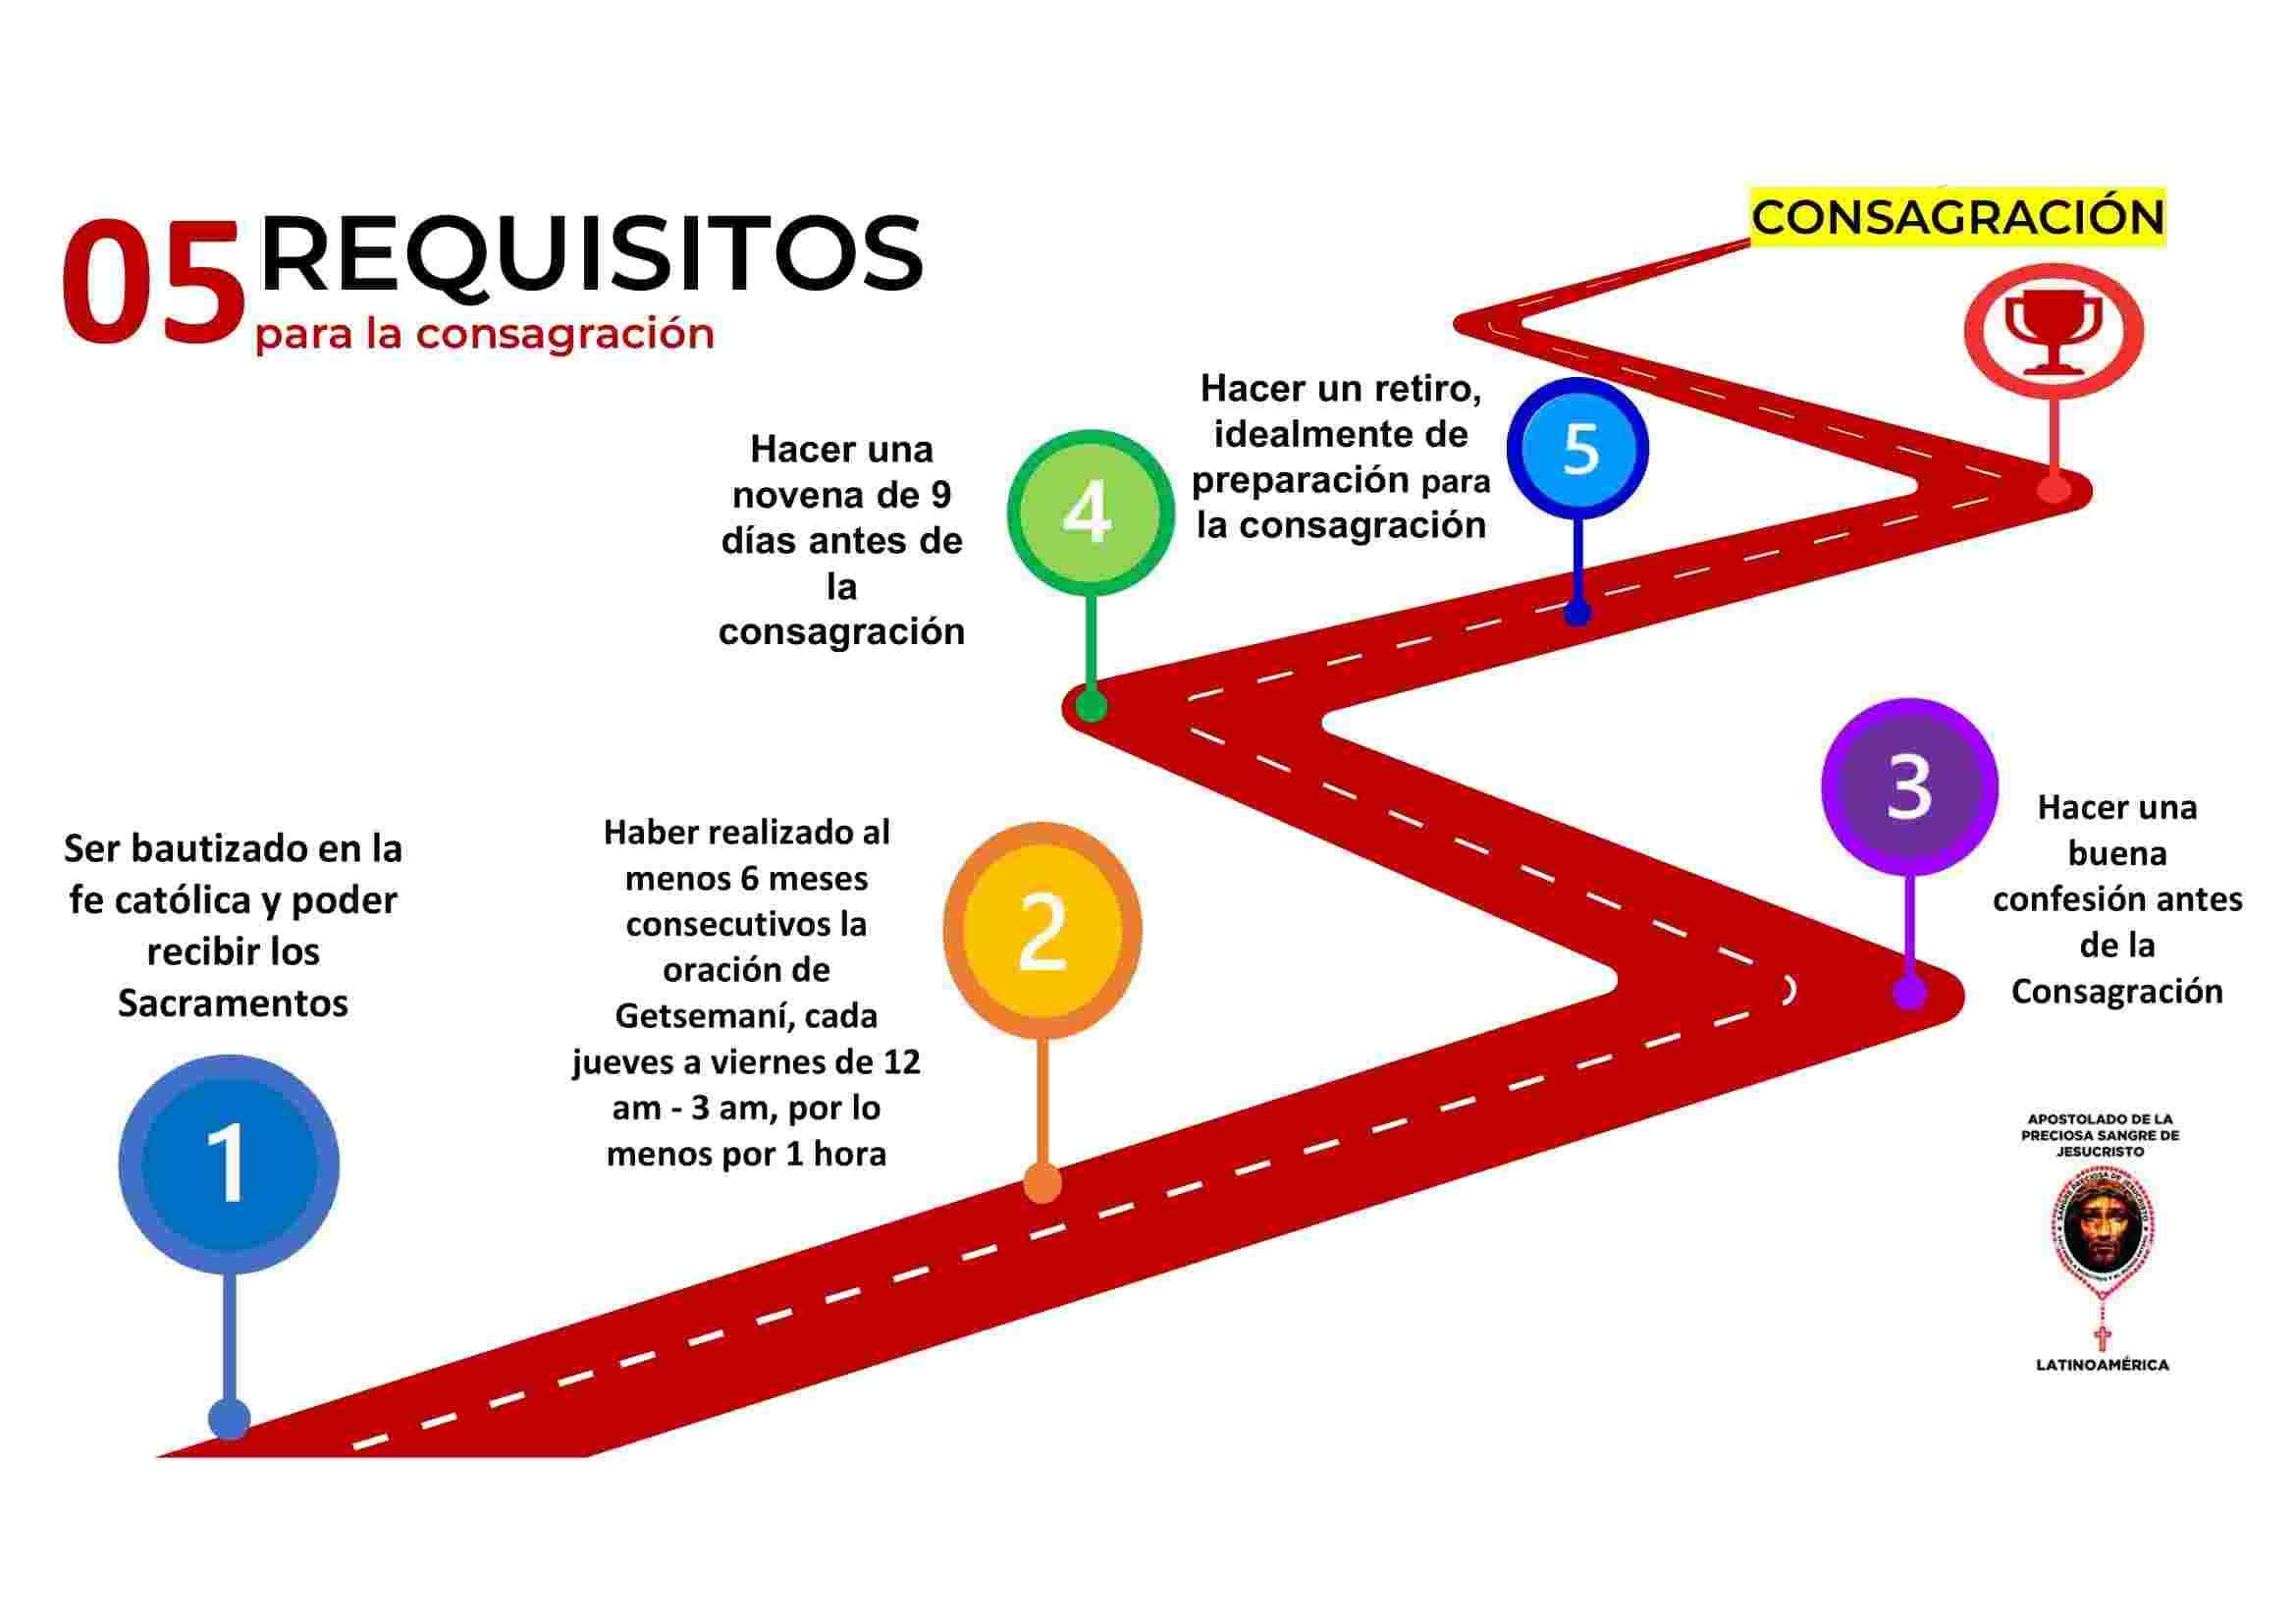 05 REQUISITOS
para la consagración
CONSAGRACIÓN
1
Ser bautizado en la
fe católica y poder
recibir los
Sacramentos
2
Haber realizado al
menos 6 meses
consecutivos la
oración de
Getsemaní, cada
jueves a viernes de 12
am - 3 am, por lo
menos por 1 hora
3
Hacer una
buena
confesión antes
de la
Consagración
4
Hacer una
novena de 9
días antes de
la
consagración
5
Hacer un retiro,
idealmente de
preparación para
la consagración
APOSTOLADO DE LA
PRECIOSA SANGRE DE
JESUCRISTO
SANGRE PRECIOSA DE JESUCRISTO
LATINOAMÉRICA